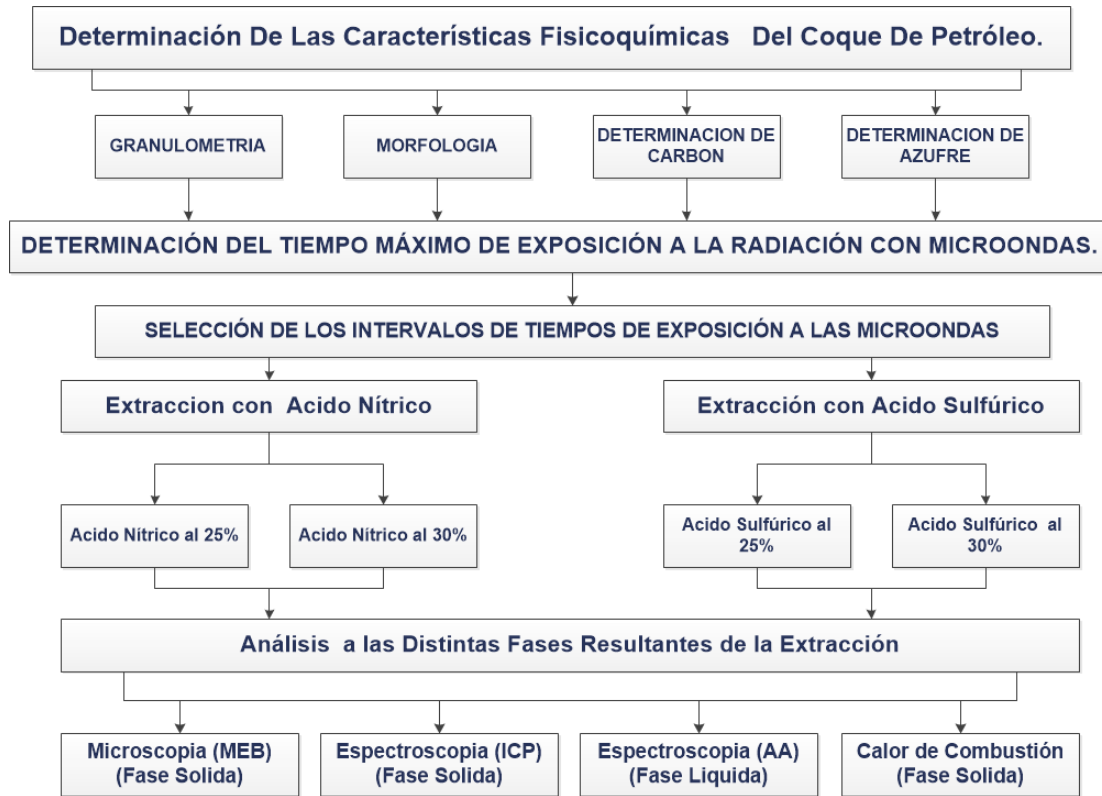 Determinación De Las Características Fisicoquímicas Del Coque De Petróleo.
GRANULOMETRIA
MORFOLOGIA
DETERMINACION DE
CARBON
DETERMINACION DE
AZUFRE
DETERMINACIÓN DEL TIEMPO MÁXIMO DE EXPOSICIÓN A LA RADIACIÓN CON MICROONDAS.
SELECCIÓN DE LOS INTERVALOS DE TIEMPOS DE EXPOSICIÓN A LAS MICROONDAS
Extraccion con Acido Nítrico
Extracción con Acido Sulfúrico
Acido Nítrico al 25%
Acido Nítrico al 30%
Acido Sulfúrico al
25%
Acido Sulfúrico al
30%
Análisis a las Distintas Fases Resultantes de la Extracción
Microscopia (MEB)
(Fase Solida)
Espectroscopia (ICP)
(Fase Solida)
Espectroscopia (AA)
(Fase Liquida)
Calor de Combustión
(Fase Solida)